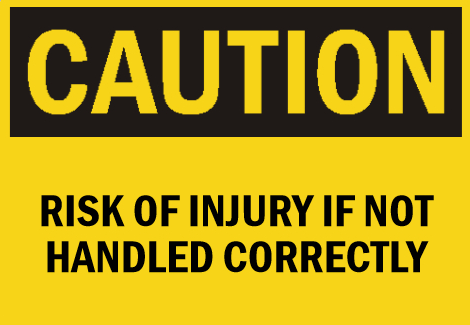 CAUTION
RISK OF INJURY IF NOT
HANDLED CORRECTLY